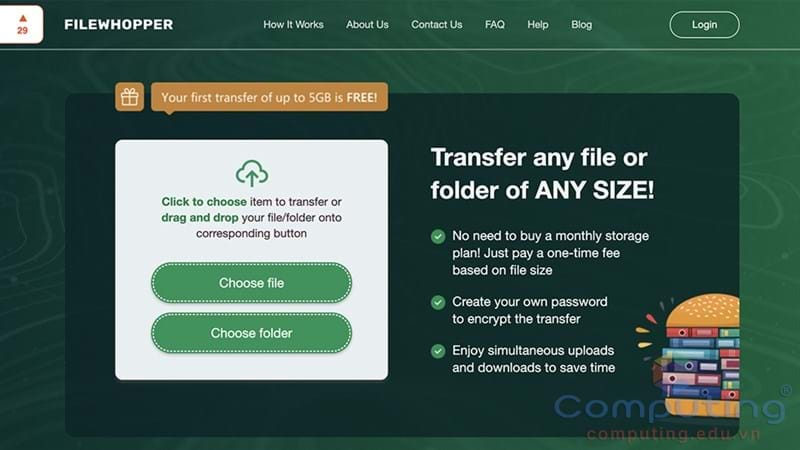 29
FILEWHOPPER
How It Works
About Us
Contact Us
FAQ
Help
Blog
Login
Your first transfer of up to 5GB is FREE!
Click to choose item to transfer or
drag and drop your file/folder onto
corresponding button
Choose file
Choose folder
Transfer any file or
folder of ANY SIZE!
No need to buy a monthly storage
plan! Just pay a one-time fee
based on file size
Create your own password
to encrypt the transfer
Enjoy simultaneous uploads
and downloads to save time
Computing®
computing.edu.vn